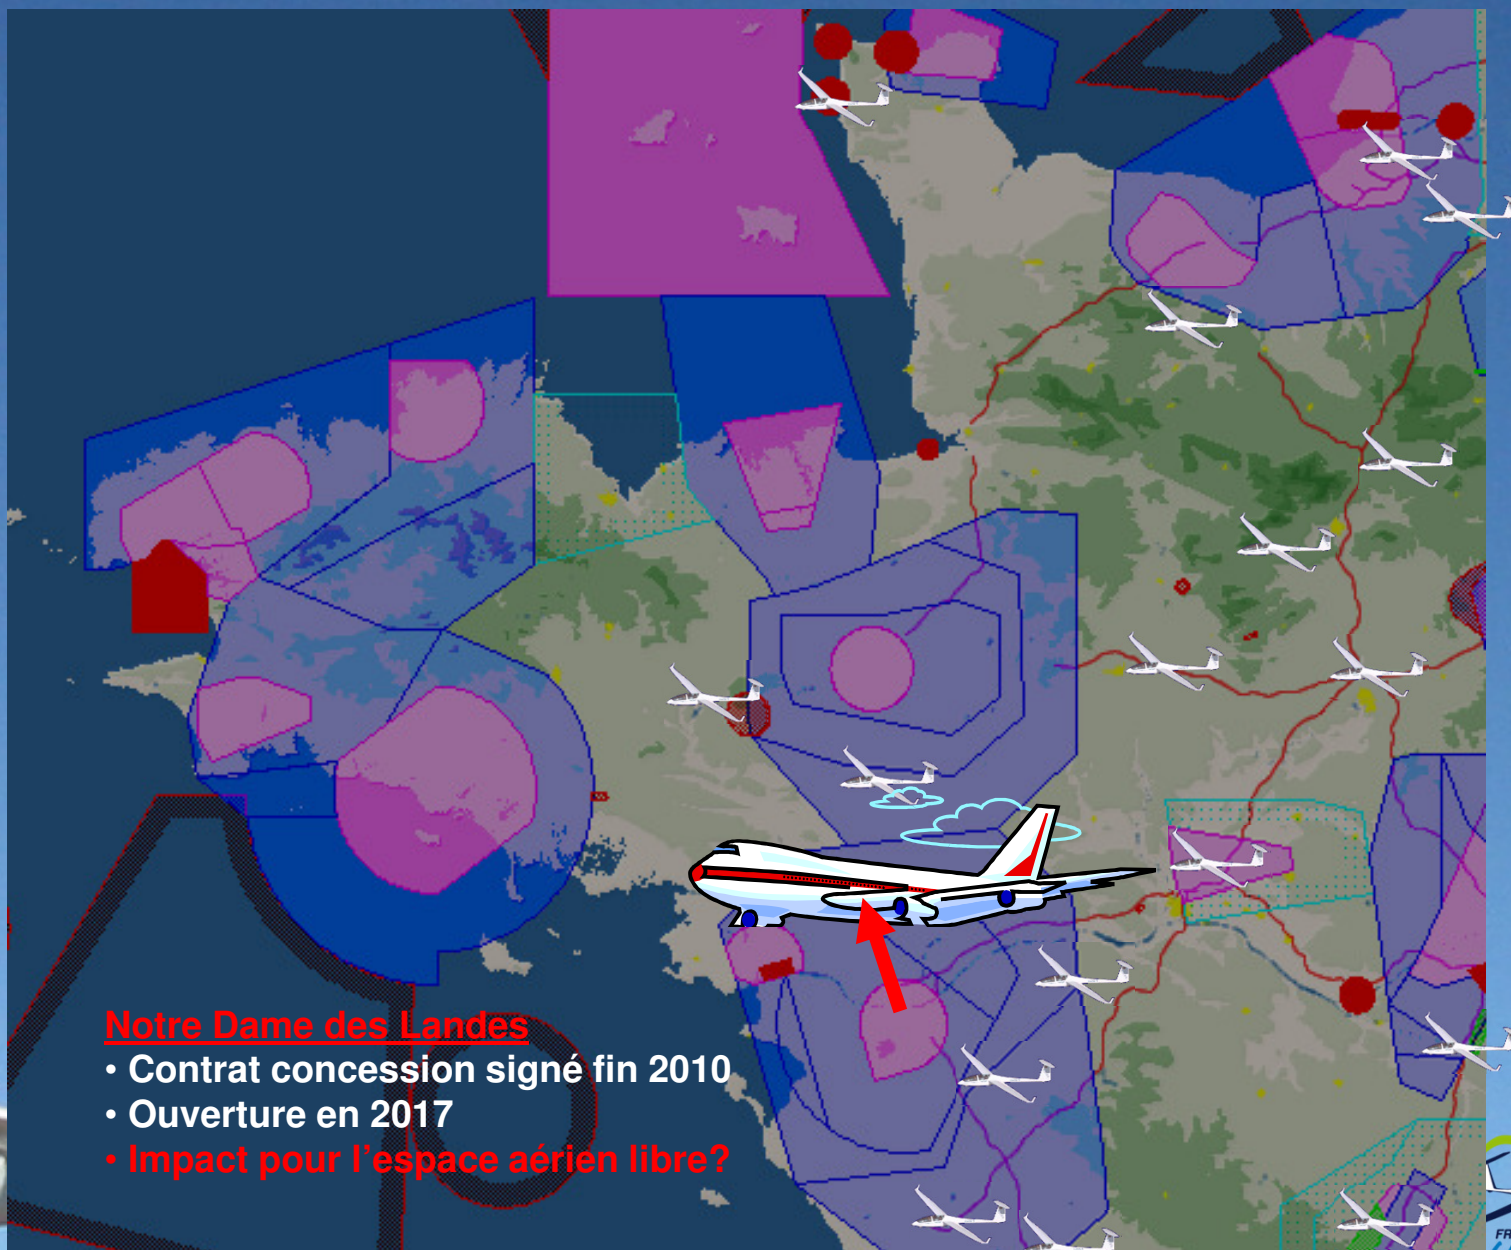 Notre Dame des Landes
• Contrat concession signé fin 2010
• Ouverture en 2017
• Impact pour l'espace aérien libre?